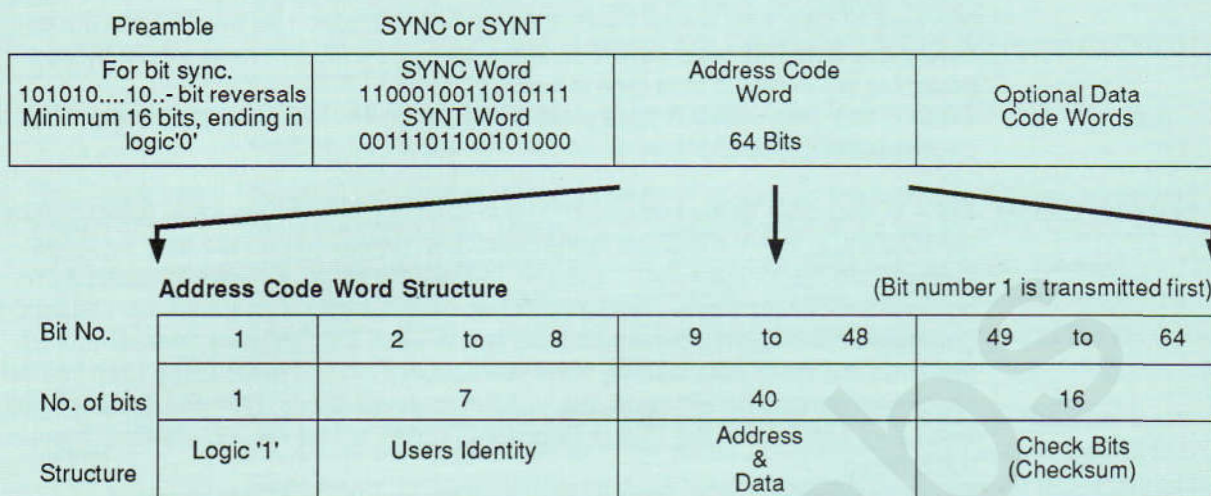 Preamble SYNC or SYNT
For bit sync.
101010....10..- bit reversals
Minimum 16 bits, ending in
logic'0'
SYNC Word
1100010011010111
SYNT Word
0011101100101000
Address Code
Word
64 Bits
Optional Data
Code Words
Address Code Word Structure (Bit number 1 is transmitted first)
Bit No. 1 2 to 8 9 to 48 49 to 64
No. of bits 1 7 40 16
Structure
Logic '1'
Users Identity
Address
&
Data
Check Bits
(Checksum)